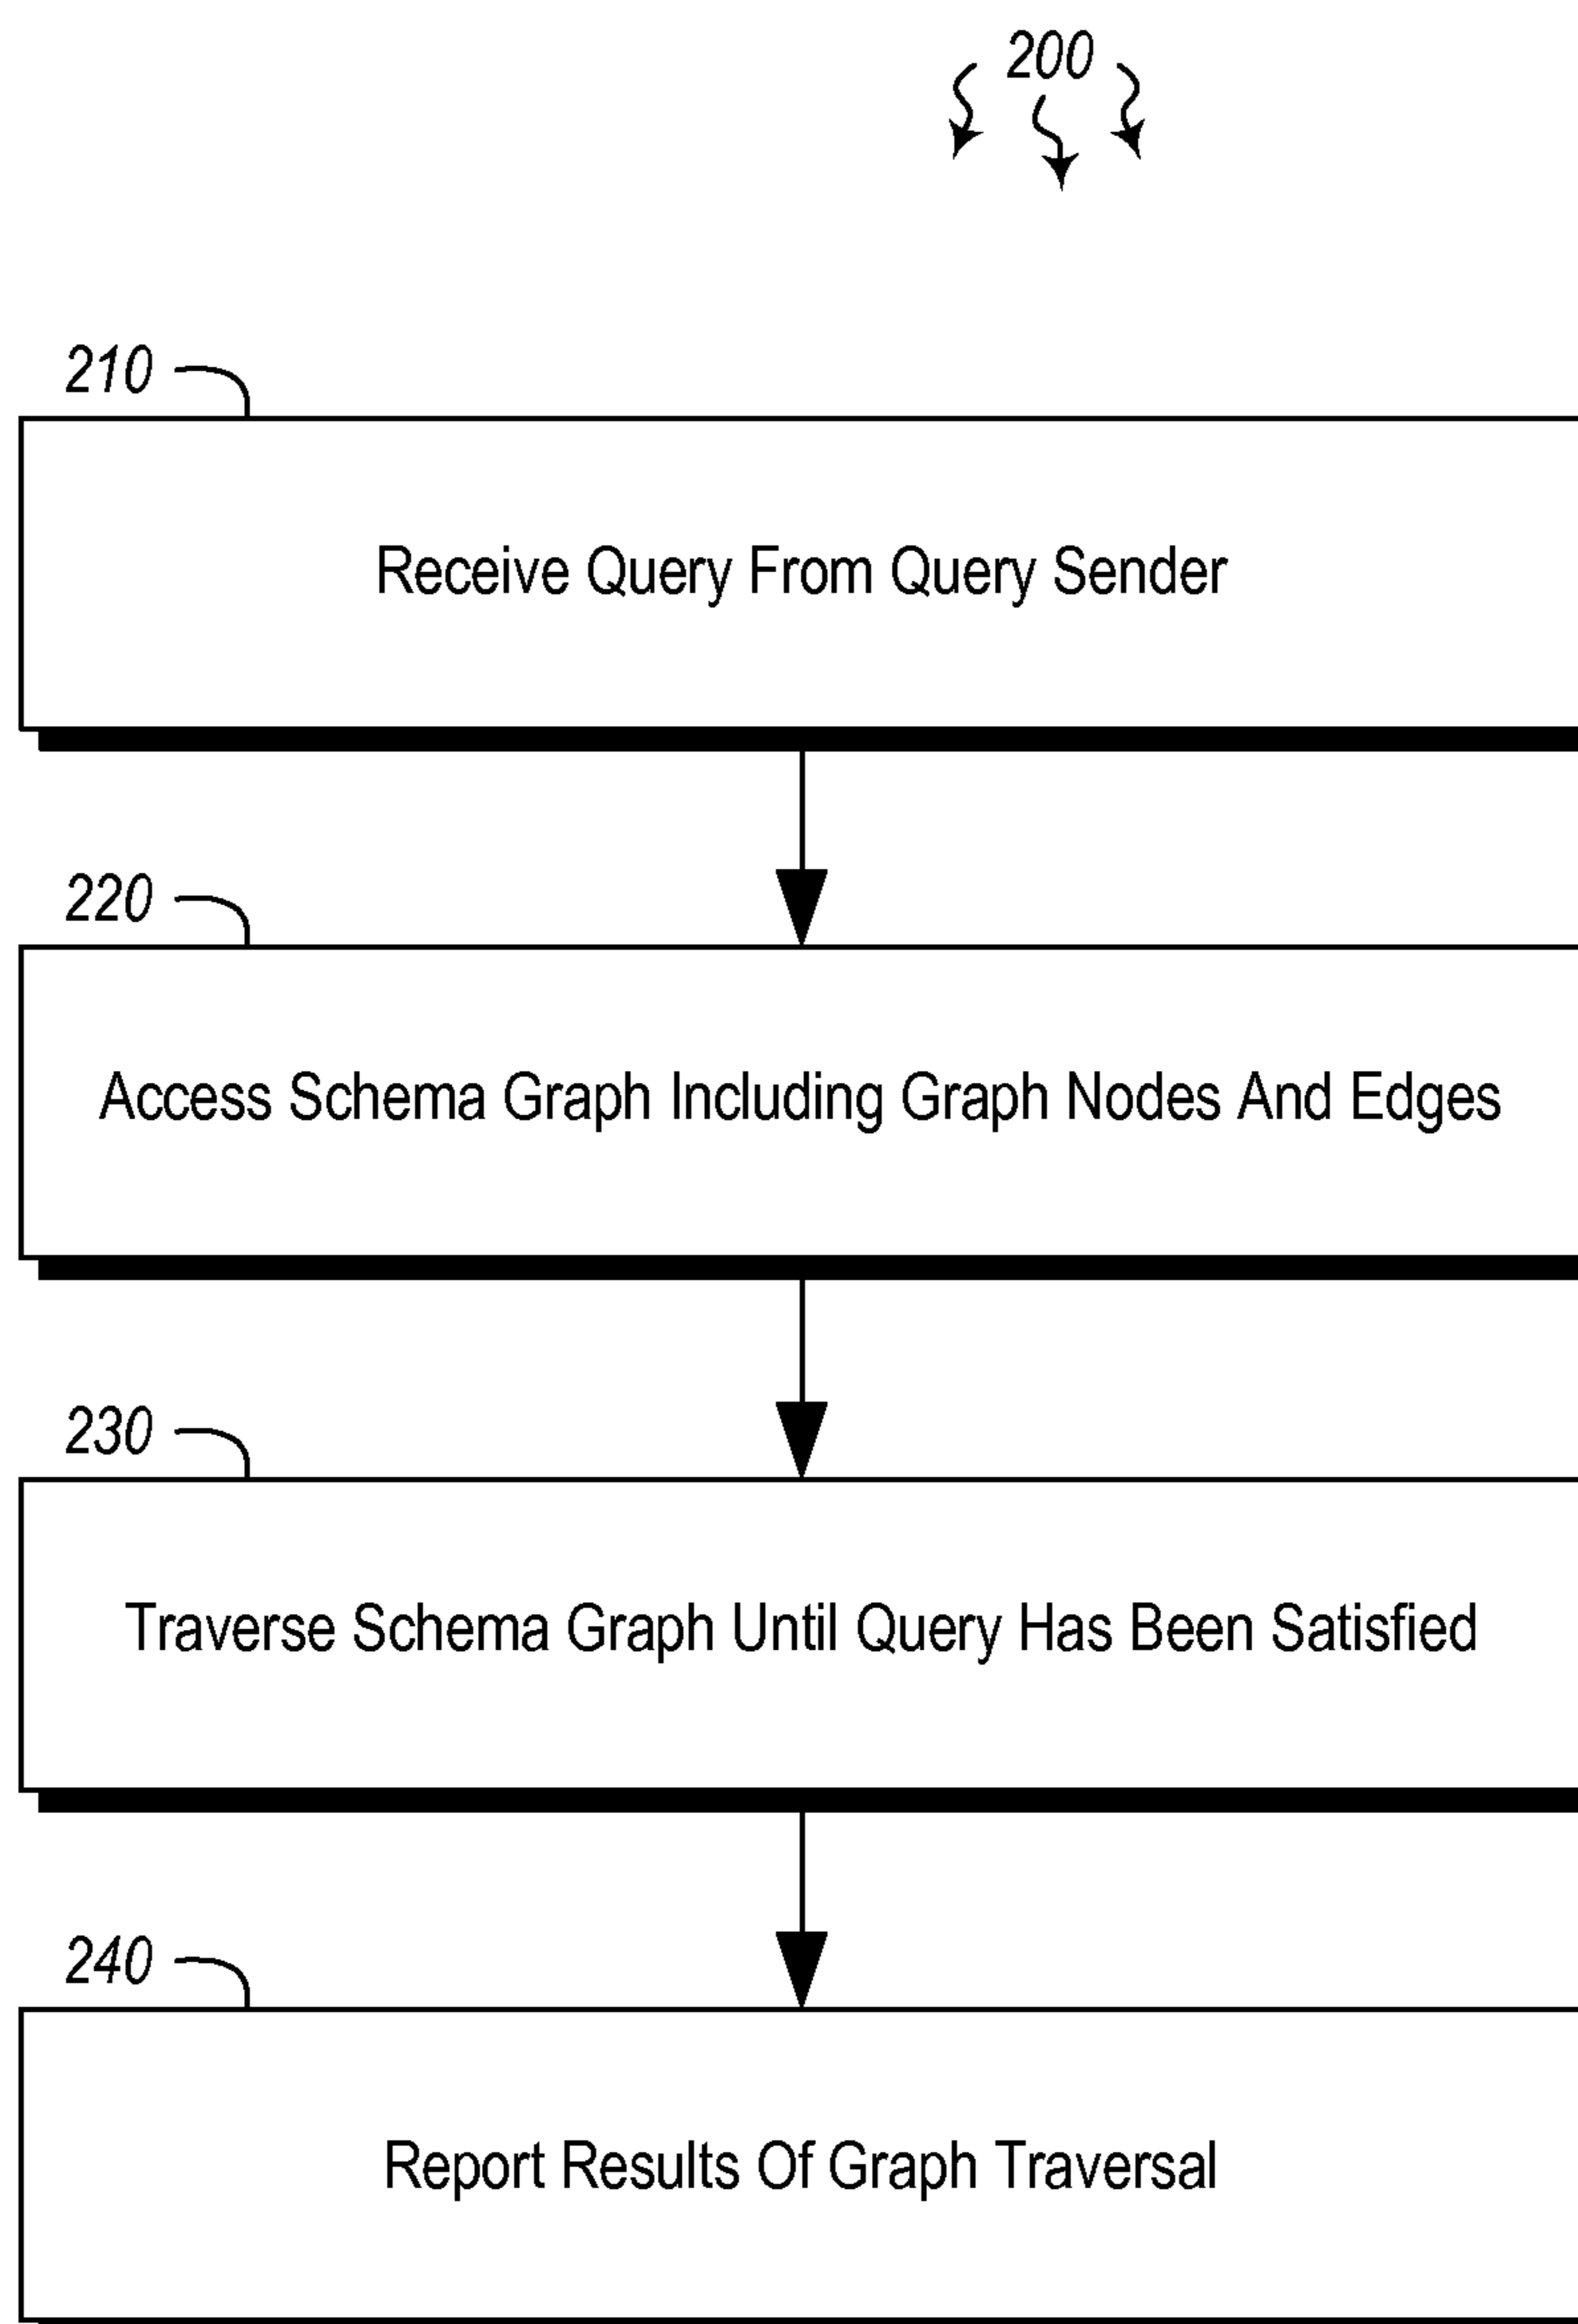 200
210
Receive Query From Query Sender
220
Access Schema Graph Including Graph Nodes And Edges
230
Traverse Schema Graph Until Query Has Been Satisfied
240
Report Results Of Graph Traversal